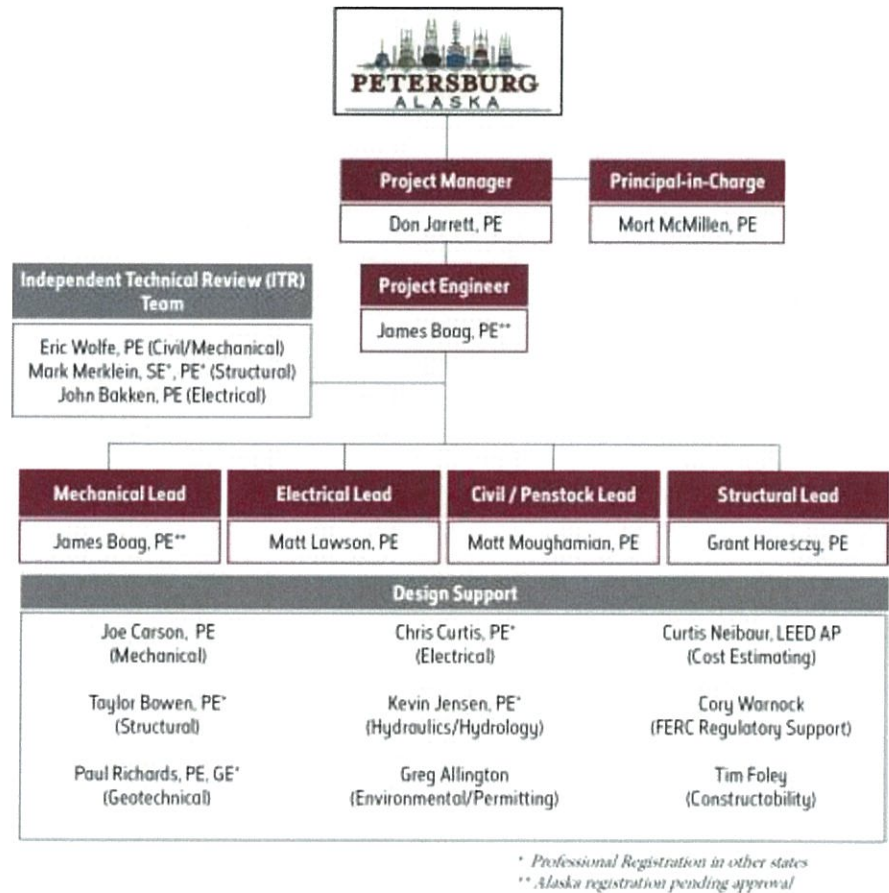 PETERSBURG
ALASKA
Project Manager
Don Jarrett, PE
Principal-in-Charge
Mort McMillen, PE
Independent Technical Review (ITR)
Team
Eric Wolfe, PE (Civil/Mechanical)
Mark Merklein, SE*, PE* (Structural)
John Bakken, PE (Electrical)
Project Engineer
James Boag, PE**
Mechanical Lead
James Boag, PE**
Electrical Lead
Matt Lawson, PE
Civil / Penstock Lead
Matt Moughamian, PE
Structural Lead
Grant Horesczy, PE
Design Support
Joe Carson, PE
(Mechanical)
Chris Curtis, PE*
(Electrical)
Curtis Neibaur, LEED AP
(Cost Estimating)
Taylor Bowen, PE*
(Structural)
Kevin Jensen, PE*
(Hydraulics/Hydrology)
Cory Warnock
(FERC Regulatory Support)
Paul Richards, PE, GE*
(Geotechnical)
Greg Allington
(Environmental/Permitting)
Tim Foley
(Constructability)
* Professional Registration in other states
** Alaska registration pending approval